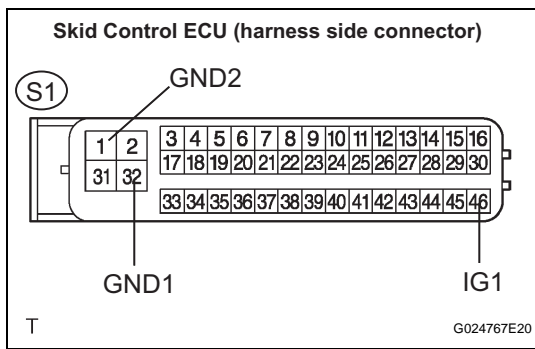 Skid Control ECU (harness side connector)
S1
GND2
1 2 3 4 5 6 7 8 9 10 11 12 13 14 15 16
17 18 19 20 21 22 23 24 25 26 27 28 29 30
31 32
33 34 35 36 37 38 39 40 41 42 43 44 45 46
GND1 IG1
T G024767E20